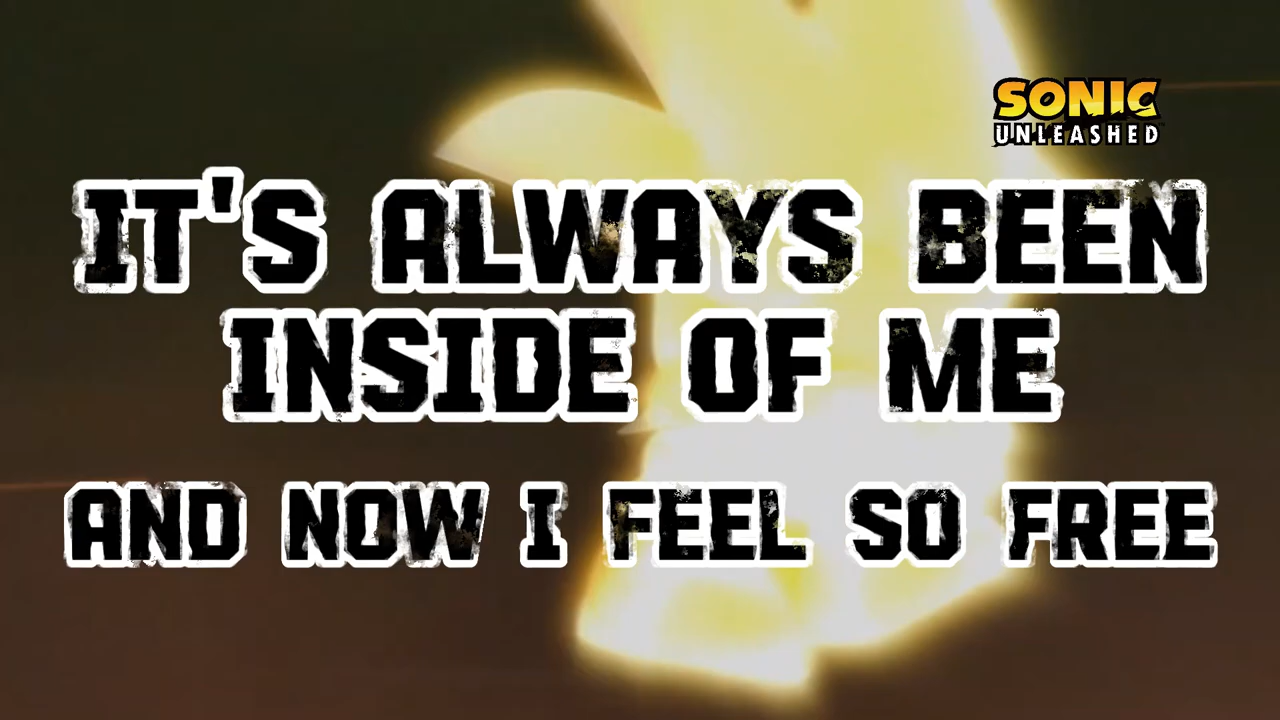 SONIC
UNLEASHED
IT'S ALWAYS BEEN
INSIDE OF ME
AND NOW I FEEL SO FREE